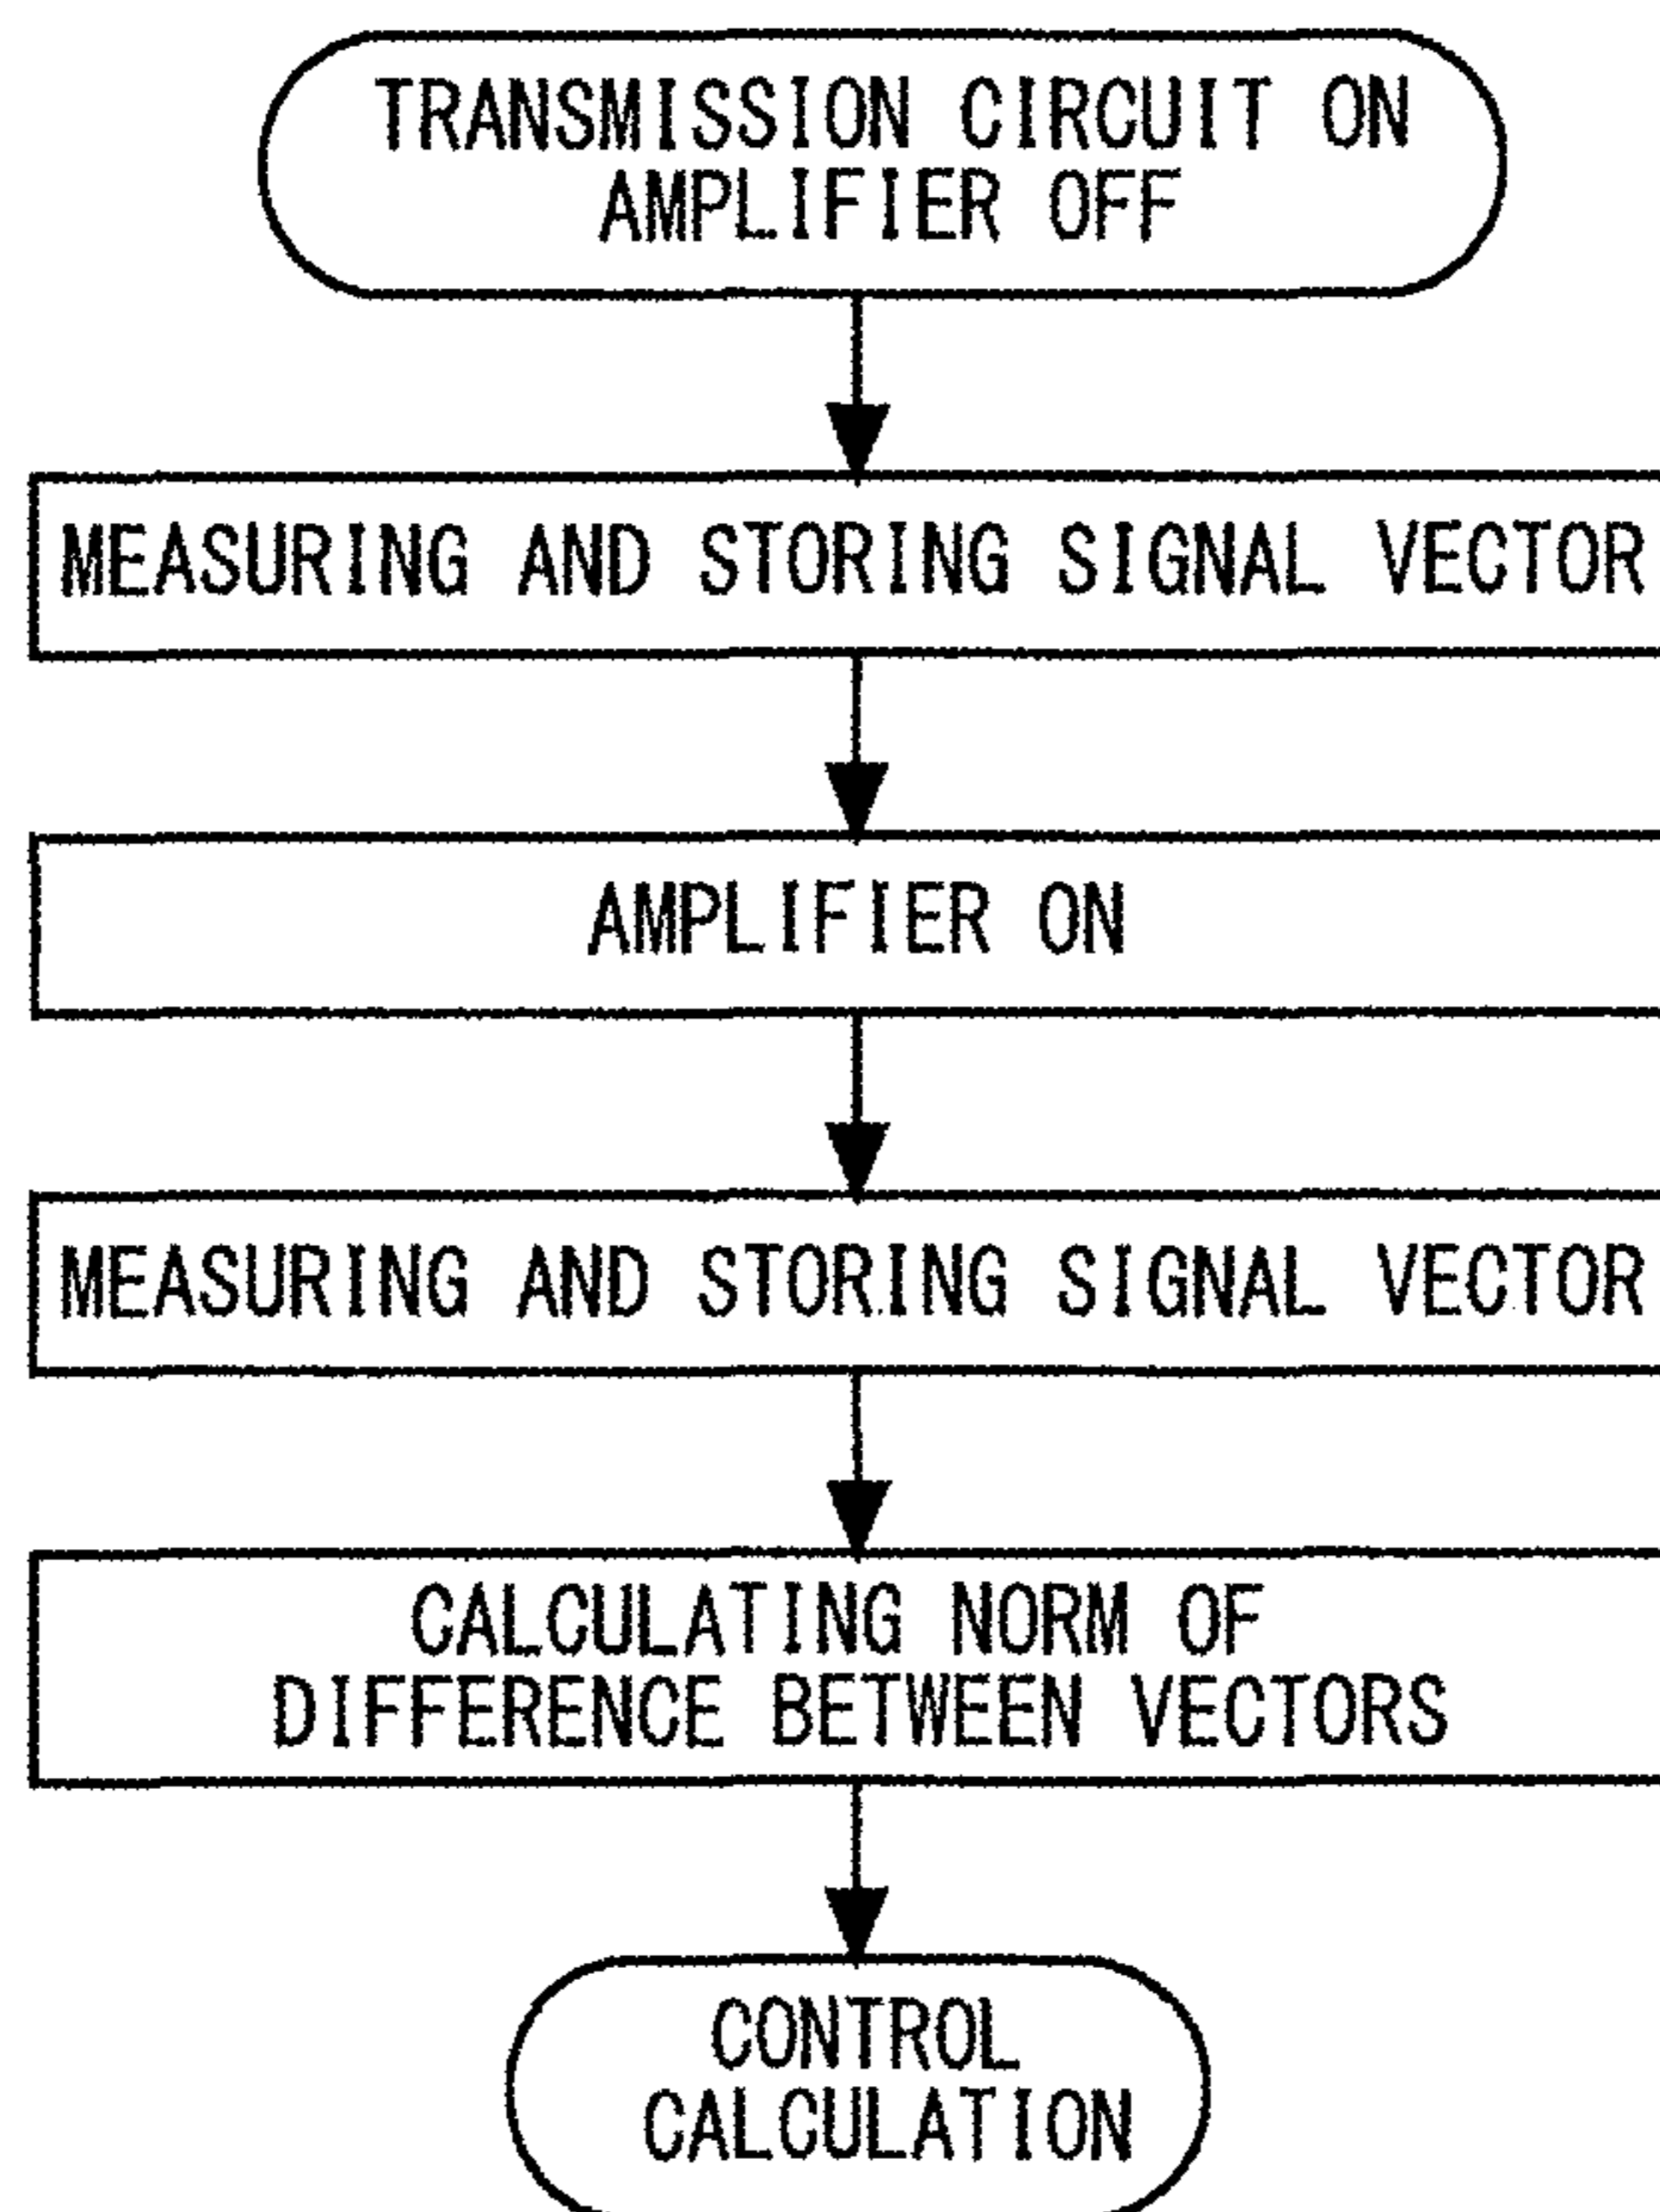 TRANSMISSION CIRCUIT ON
AMPLIFIER OFF
MEASURING AND STORING SIGNAL VECTOR
AMPLIFIER ON
MEASURING AND STORING SIGNAL VECTOR
CALCULATING NORM OF
DIFFERENCE BETWEEN VECTORS
CONTROL
CALCULATION